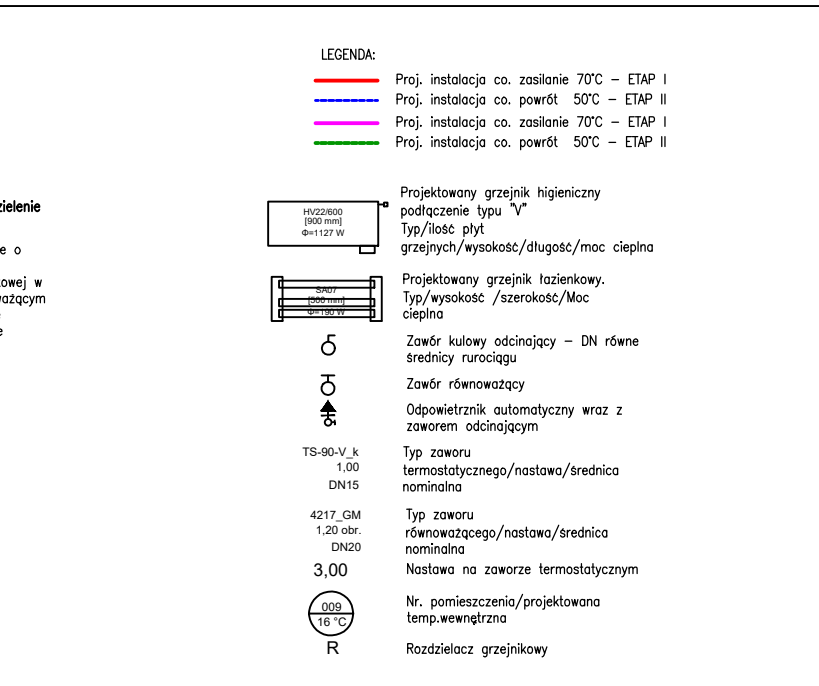 LEGENDA:
Proj. instalacja co. zasilanie 70°C – ETAP I
Proj. instalacja co. powrót 50°C – ETAP II
Proj. instalacja co. zasilanie 70°C – ETAP I
Proj. instalacja co. powrót 50°C – ETAP II
zielenie
e o
owej w
ważącym
e
HV22/600
[900 mm]
Φ=1127 W
Projektowany grzejnik higieniczny
podłączenie typu "V"
Typ/ilość płyt
grzejnych/wysokość/długość/moc cieplna
SA07
[500 mm]
Φ=190 W
Projektowany grzejnik łazienkowy.
Typ/wysokość /szerokość/Moc
cieplna
Zawór kulowy odcinający – DN równe
średnicy rurociągu
Zawór równoważący
Odpowietrznik automatyczny wraz z
zaworem odcinającym
TS-90-V_k
1,00
DN15
Typ zaworu
termostatycznego/nastawa/średnica
nominalna
4217_GM
1,20 obr.
DN20
Typ zaworu
równoważącego/nastawa/średnica
nominalna
3,00
Nastawa na zaworze termostatycznym
009
16 °C
Nr. pomieszczenia/projektowana
temp.wewnętrzna
R
Rozdzielacz grzejnikowy